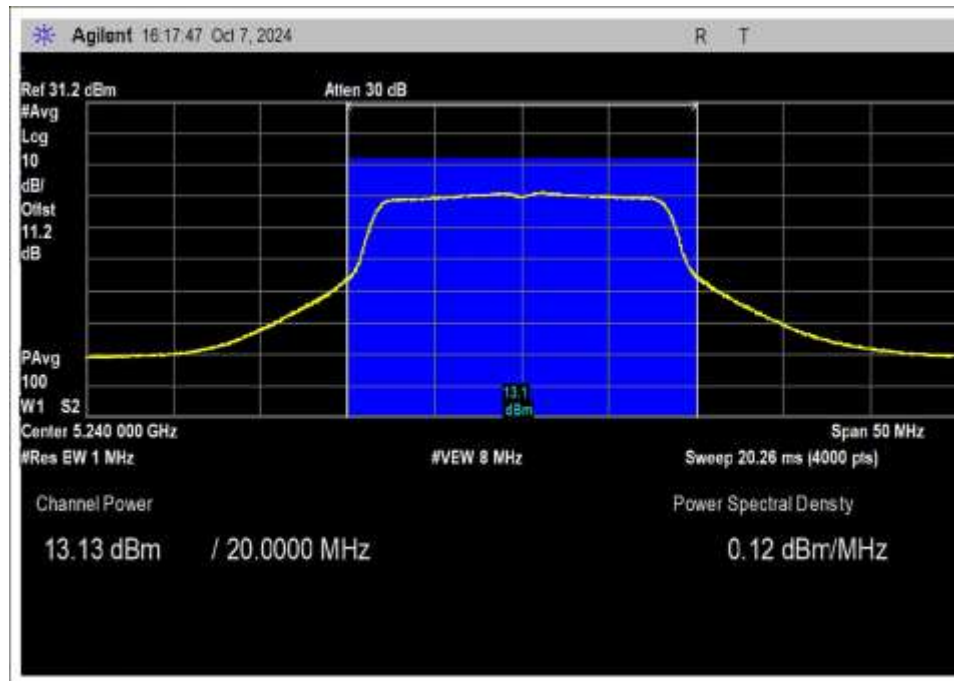 Agilent 16:17:47 Oct 7, 2024
R T
Ref 31.2 dBm Atten 30 dB
#Avg
Log
10
dB/
Offst
11.2
dB
PAvg
100
W1 S2
13.1
dBm
Center 5.240 000 GHz Span 50 MHz
#Res BW 1 MHz #VBW 8 MHz Sweep 20.26 ms (4000 pts)
Channel Power Power Spectral Density
13.13 dBm / 20.0000 MHz 0.12 dBm/MHz